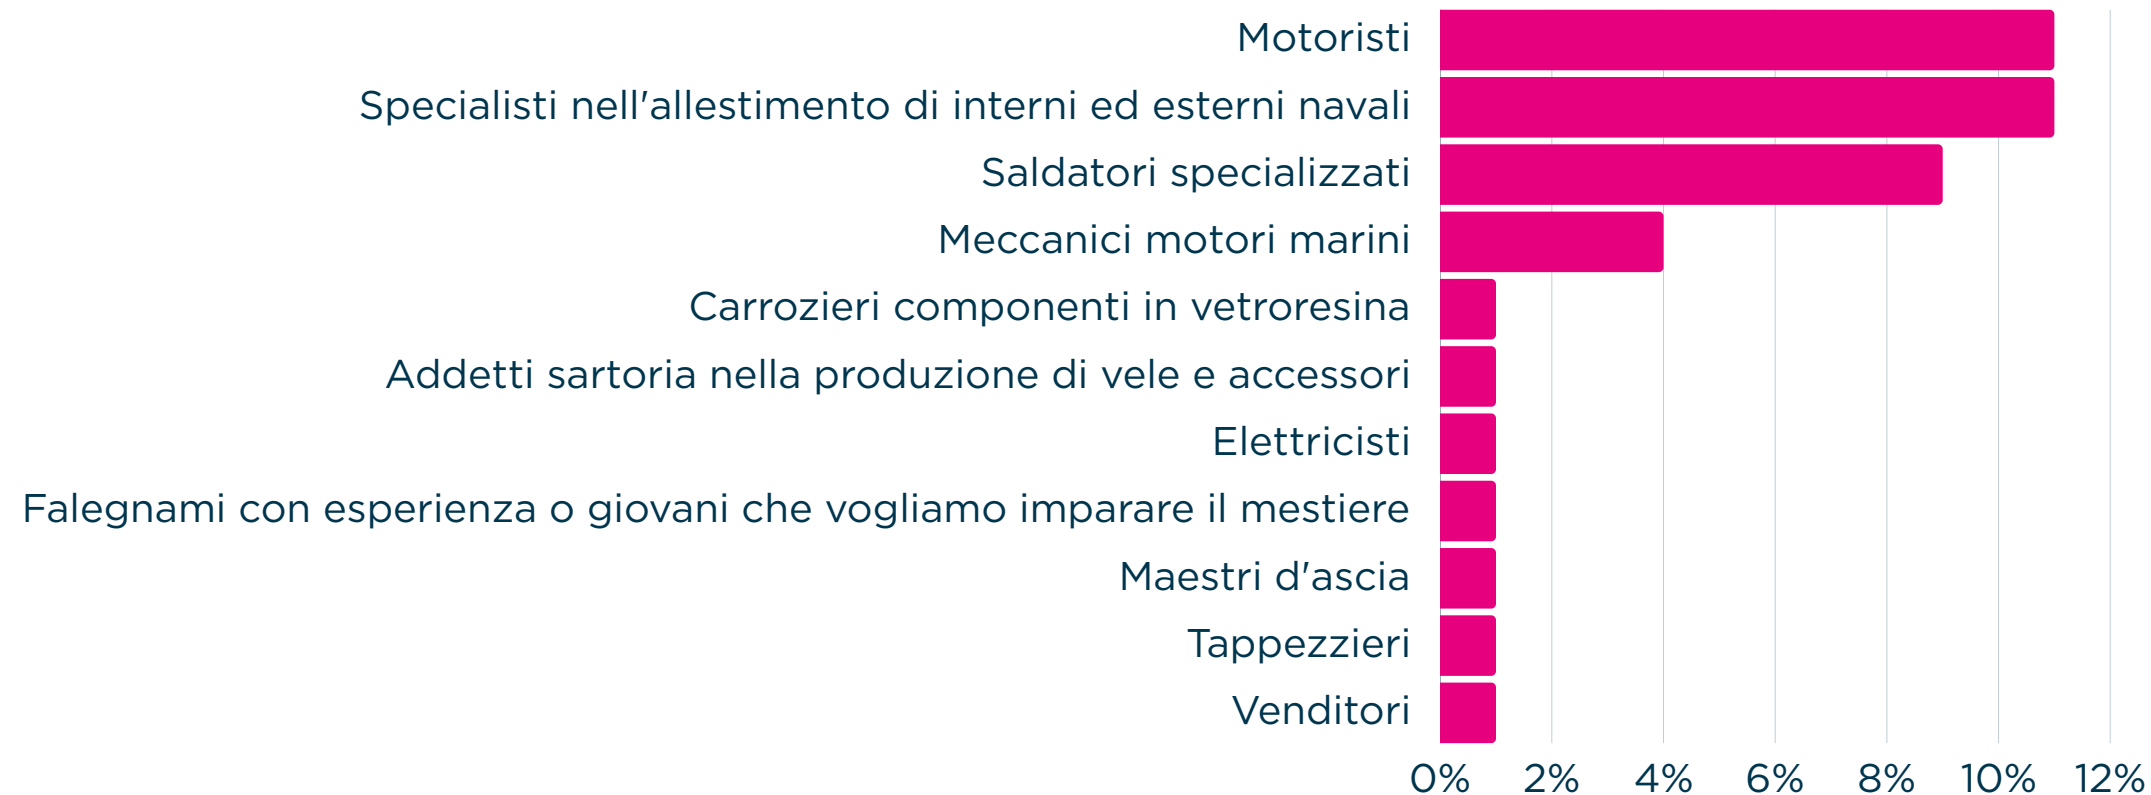 Motoristi
Specialisti nell'allestimento di interni ed esterni navali
Saldatori specializzati
Meccanici motori marini
Carrozieri componenti in vetroresina
Addetti sartoria nella produzione di vele e accessori
Elettricisti
Falegnami con esperienza o giovani che vogliamo imparare il mestiere
Maestri d'ascia
Tappezzieri
Venditori
0% 2% 4% 6% 8% 10% 12%